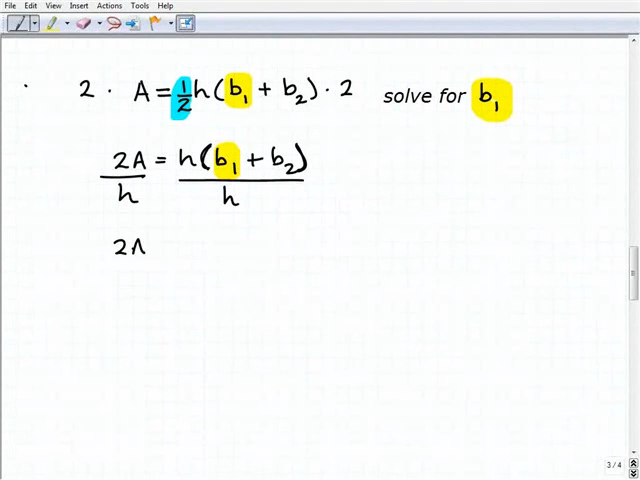 File Edit View Insert Actions Tools Help
2 · A = 1/2 h(b₁ + b₂) · 2 solve for b₁
2A/h = h(b₁ + b₂)/h
2Λ
3 / 4